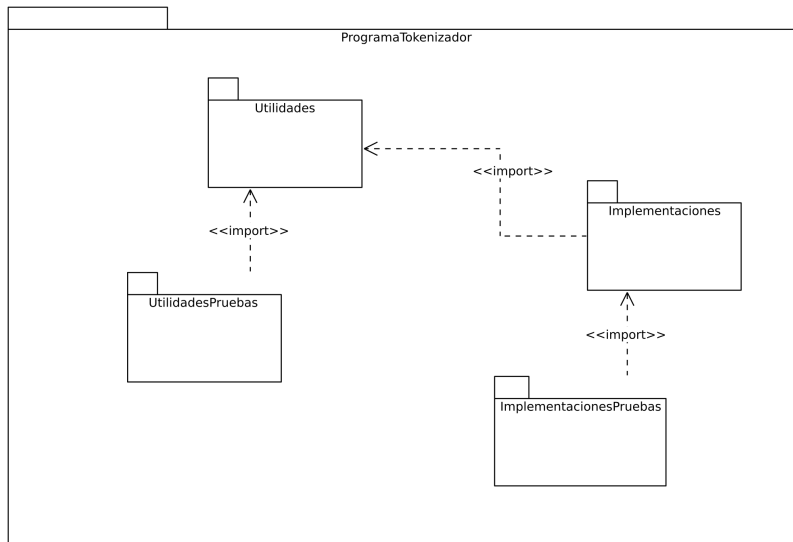 ProgramaTokenizador
Utilidades
<<import>>
Implementaciones
<<import>>
UtilidadesPruebas
<<import>>
ImplementacionesPruebas